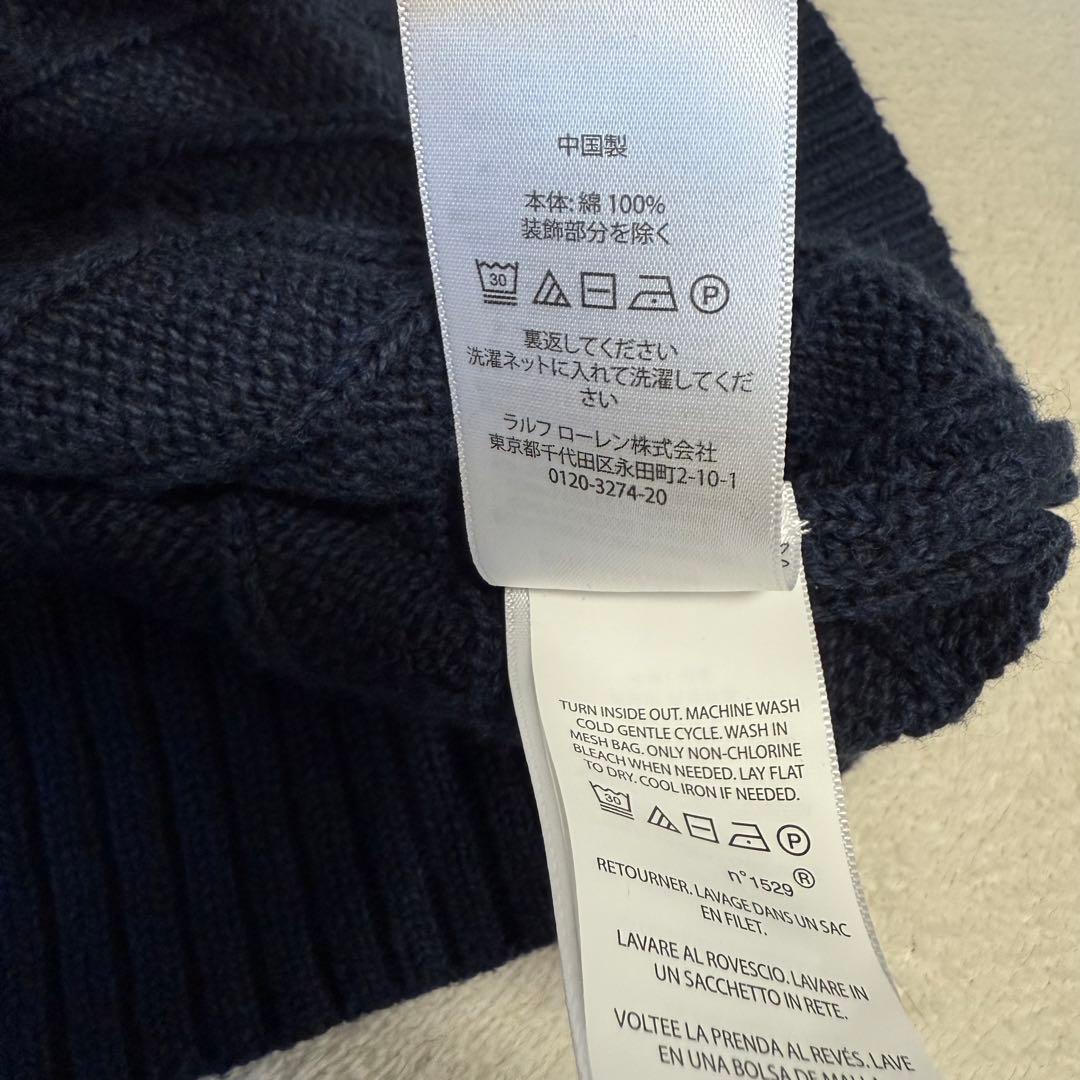 中国製
本体: 綿 100%
装飾部分を除く
30 P
裏返してください
洗濯ネットに入れて洗濯してくだ
さい
ラルフ ローレン株式会社
東京都千代田区永田町2-10-1
0120-3274-20
TURN INSIDE OUT. MACHINE WASH
COLD GENTLE CYCLE. WASH IN
MESH BAG. ONLY NON-CHLORINE
BLEACH WHEN NEEDED. LAY FLAT
TO DRY. COOL IRON IF NEEDED.
30 P
n° 1529 ®
RETOURNER. LAVAGE DANS UN SAC
EN FILET.
LAVARE AL ROVESCIO. LAVARE IN
UN SACCHETTO IN RETE.
VOLTEE LA PRENDA AL REVÉS. LAVE
EN UNA BOLSA DE